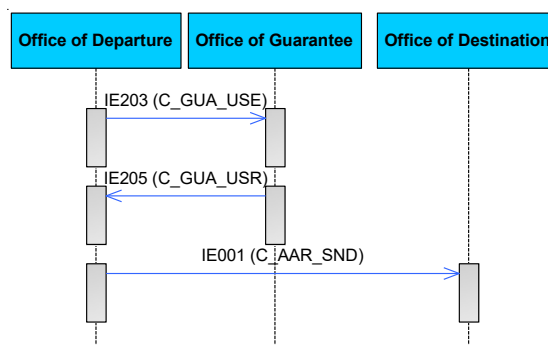 Office of Departure
Office of Guarantee
Office of Destination
IE203 (C_GUA_USE)
IE205 (C_GUA_USR)
IE001 (C_AAR_SND)